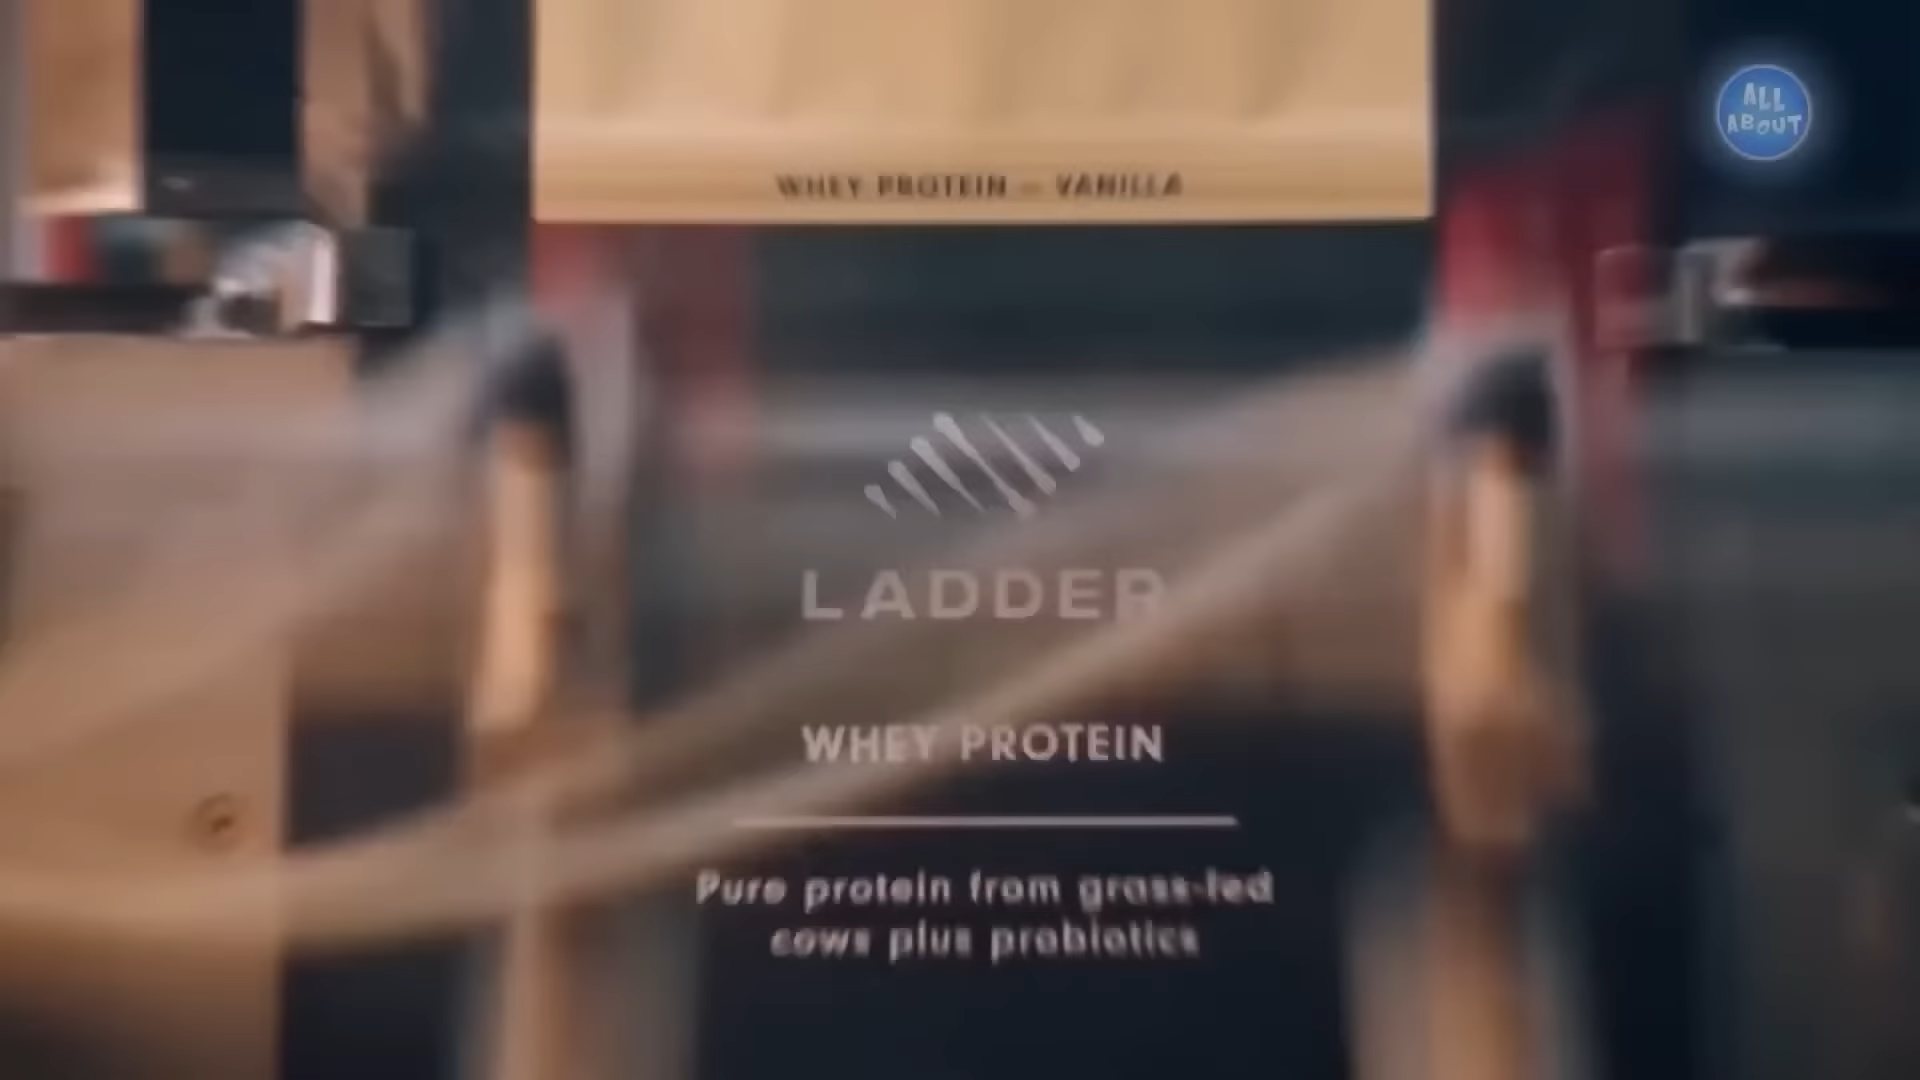 ALL
ABOUT
WHEY PROTEIN – VANILLA
LADDER
WHEY PROTEIN
Pure protein from grass-fed
cows plus probiotics